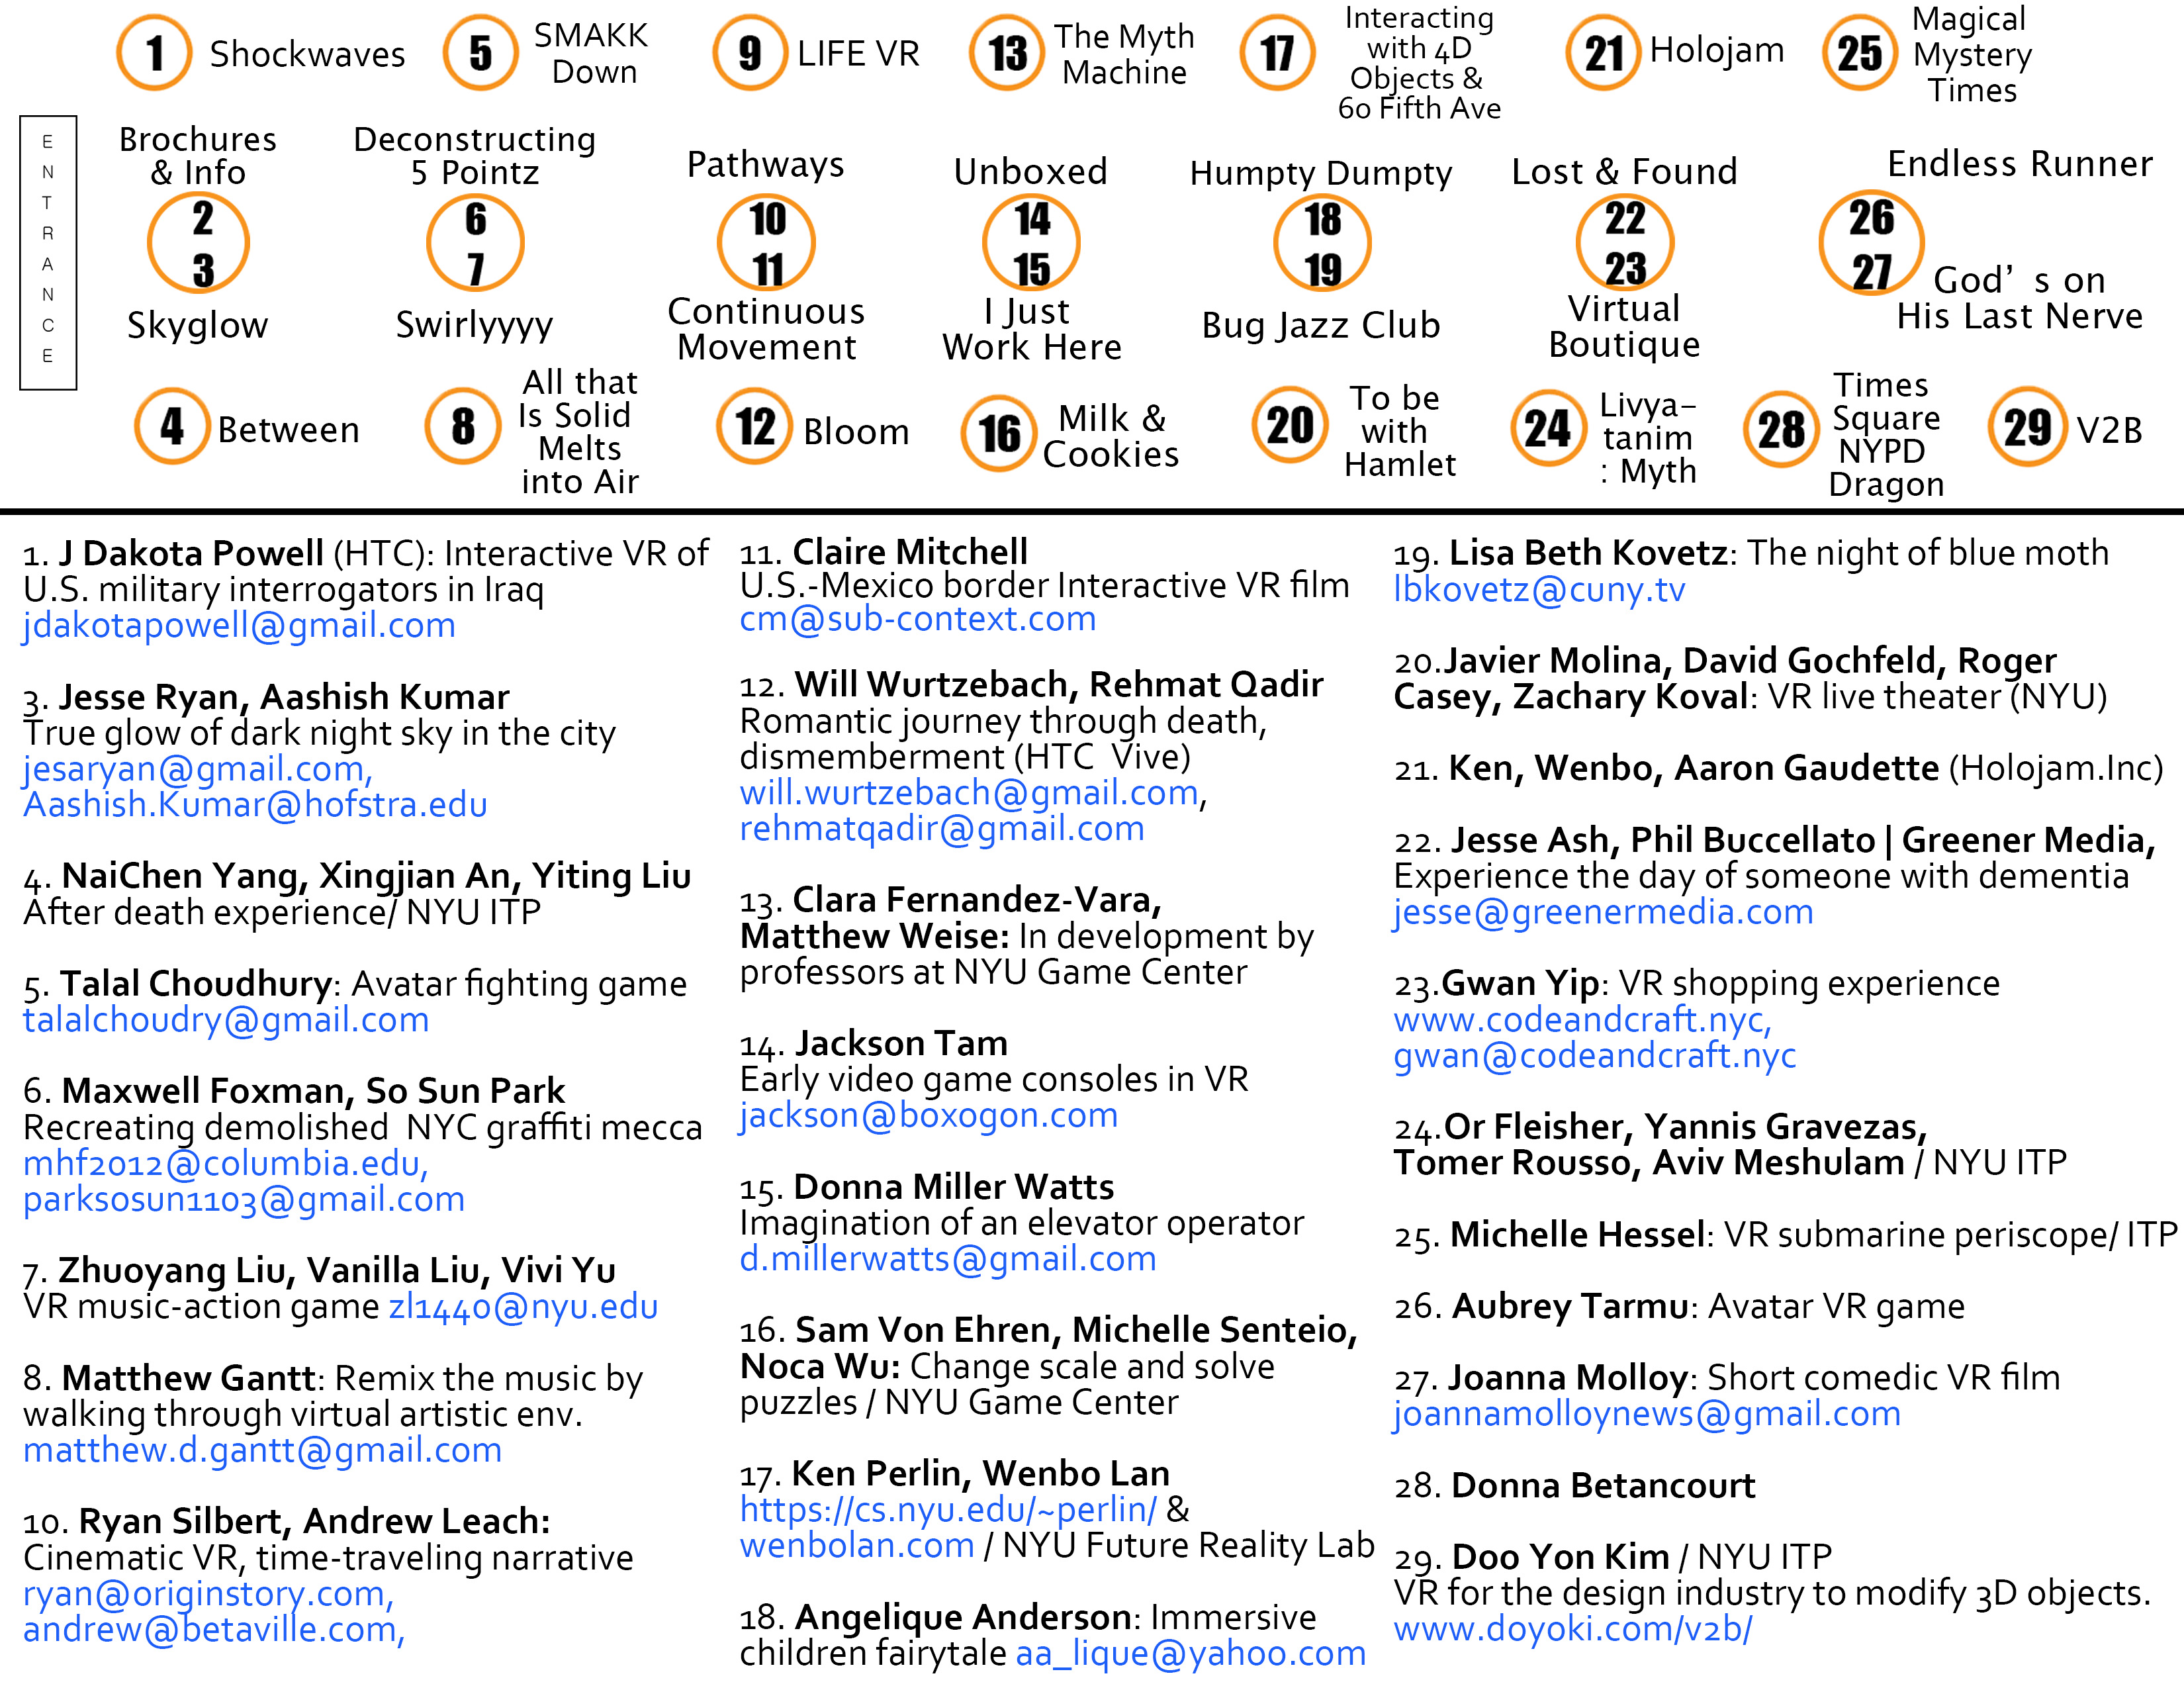 1 Shockwaves
5 SMAKK
Down
9 LIFE VR
13 The Myth
Machine
17 Interacting
with 4D
Objects &
60 Fifth Ave
21 Holojam
25 Magical
Mystery
Times
ENTRANCE
Brochures
& Info
2
3
Skyglow
Deconstructing
5 Pointz
6
7
Swirlyyyy
Pathways
10
11
Continuous
Movement
Unboxed
14
15
I Just
Work Here
Humpty Dumpty
18
19
Bug Jazz Club
Lost & Found
22
23
Virtual
Boutique
Endless Runner
26
27
God’s on
His Last Nerve
4 Between
8 All that
Is Solid
Melts
into Air
12 Bloom
16 Milk &
Cookies
20 To be
with
Hamlet
24 Livya-
tanim
: Myth
28 Times
Square
NYPD
Dragon
29 V2B
1. J Dakota Powell (HTC): Interactive VR of
U.S. military interrogators in Iraq
jdakotapowell@gmail.com
3. Jesse Ryan, Aashish Kumar
True glow of dark night sky in the city
jesaryan@gmail.com,
Aashish.Kumar@hofstra.edu
4. NaiChen Yang, Xingjian An, Yiting Liu
After death experience/ NYU ITP
5. Talal Choudhury: Avatar fighting game
talalchoudry@gmail.com
6. Maxwell Foxman, So Sun Park
Recreating demolished NYC graffiti mecca
mhf2012@columbia.edu,
parksosun1103@gmail.com
7. Zhuoyang Liu, Vanilla Liu, Vivi Yu
VR music-action game zl1440@nyu.edu
8. Matthew Gantt: Remix the music by
walking through virtual artistic env.
matthew.d.gantt@gmail.com
10. Ryan Silbert, Andrew Leach:
Cinematic VR, time-traveling narrative
ryan@originstory.com,
andrew@betaville.com,
11. Claire Mitchell
U.S.-Mexico border Interactive VR film
cm@sub-context.com
12. Will Wurtzebach, Rehmat Qadir
Romantic journey through death,
dismemberment (HTC Vive)
will.wurtzebach@gmail.com,
rehmatqadir@gmail.com
13. Clara Fernandez-Vara,
Matthew Weise: In development by
professors at NYU Game Center
14. Jackson Tam
Early video game consoles in VR
jackson@boxogon.com
15. Donna Miller Watts
Imagination of an elevator operator
d.millerwatts@gmail.com
16. Sam Von Ehren, Michelle Senteio,
Noca Wu: Change scale and solve
puzzles / NYU Game Center
17. Ken Perlin, Wenbo Lan
https://cs.nyu.edu/~perlin/ &
wenbolan.com / NYU Future Reality Lab
18. Angelique Anderson: Immersive
children fairytale aa_lique@yahoo.com
19. Lisa Beth Kovetz: The night of blue moth
lbkovetz@cuny.tv
20.Javier Molina, David Gochfeld, Roger
Casey, Zachary Koval: VR live theater (NYU)
21. Ken, Wenbo, Aaron Gaudette (Holojam.Inc)
22. Jesse Ash, Phil Buccellato | Greener Media,
Experience the day of someone with dementia
jesse@greenermedia.com
23.Gwan Yip: VR shopping experience
www.codeandcraft.nyc,
gwan@codeandcraft.nyc
24.Or Fleisher, Yannis Gravezas,
Tomer Rousso, Aviv Meshulam / NYU ITP
25. Michelle Hessel: VR submarine periscope/ ITP
26. Aubrey Tarmu: Avatar VR game
27. Joanna Molloy: Short comedic VR film
joannamolloynews@gmail.com
28. Donna Betancourt
29. Doo Yon Kim / NYU ITP
VR for the design industry to modify 3D objects.
www.doyoki.com/v2b/